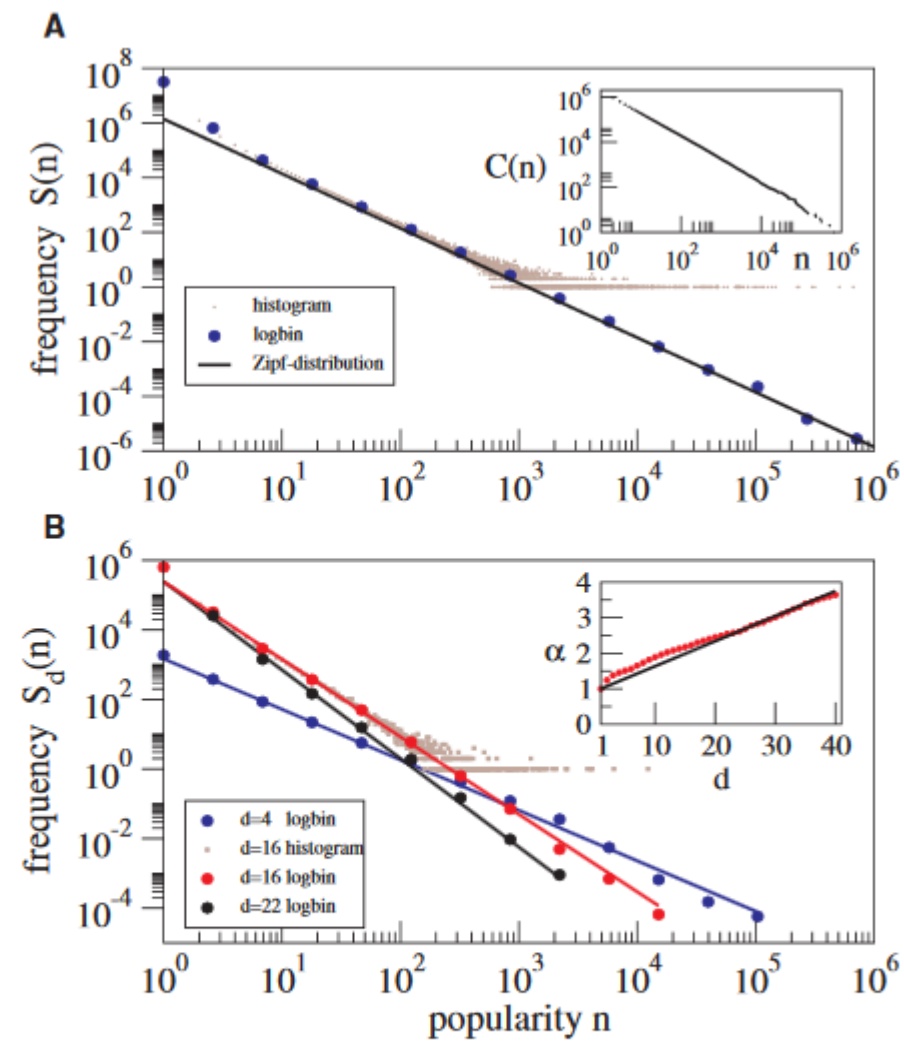 A
frequency S(n)
10^8
10^6
10^4
10^2
10^0
10^-2
10^-4
10^-6
10^0 10^1 10^2 10^3 10^4 10^5 10^6
histogram
logbin
Zipf-distribution
C(n)
10^6
10^4
10^2
10^0
10^0 10^2 10^4 n 10^6
B
frequency S_d(n)
10^6
10^4
10^2
10^0
10^-2
10^-4
10^0 10^1 10^2 10^3 10^4 10^5 10^6
popularity n
d=4 logbin
d=16 histogram
d=16 logbin
d=22 logbin
α
4
3
2
1
0
1 10 20 30 40
d